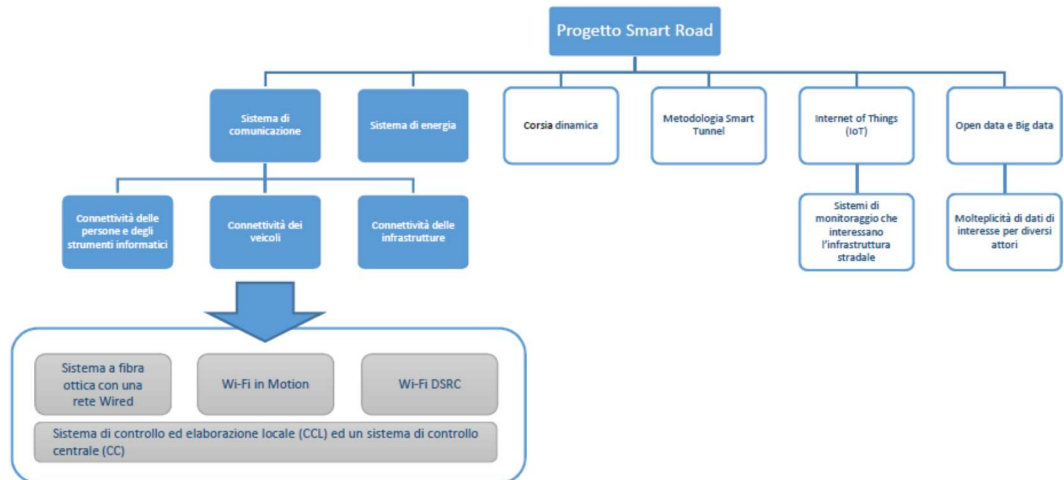 Progetto Smart Road
Sistema di
comunicazione
Sistema di energia
Corsia dinamica
Metodologia Smart
Tunnel
Internet of Things
(IoT)
Open data e Big data
Connettività delle
persone e degli
strumenti informatici
Connettività dei
veicoli
Connettività delle
infrastrutture
Sistemi di
monitoraggio che
interessano
l'infrastruttura
stradale
Molteplicità di dati di
interesse per diversi
attori
Sistema a fibra
ottica con una
rete Wired
Wi-Fi in Motion
Wi-Fi DSRC
Sistema di controllo ed elaborazione locale (CCL) ed un sistema di controllo
centrale (CC)